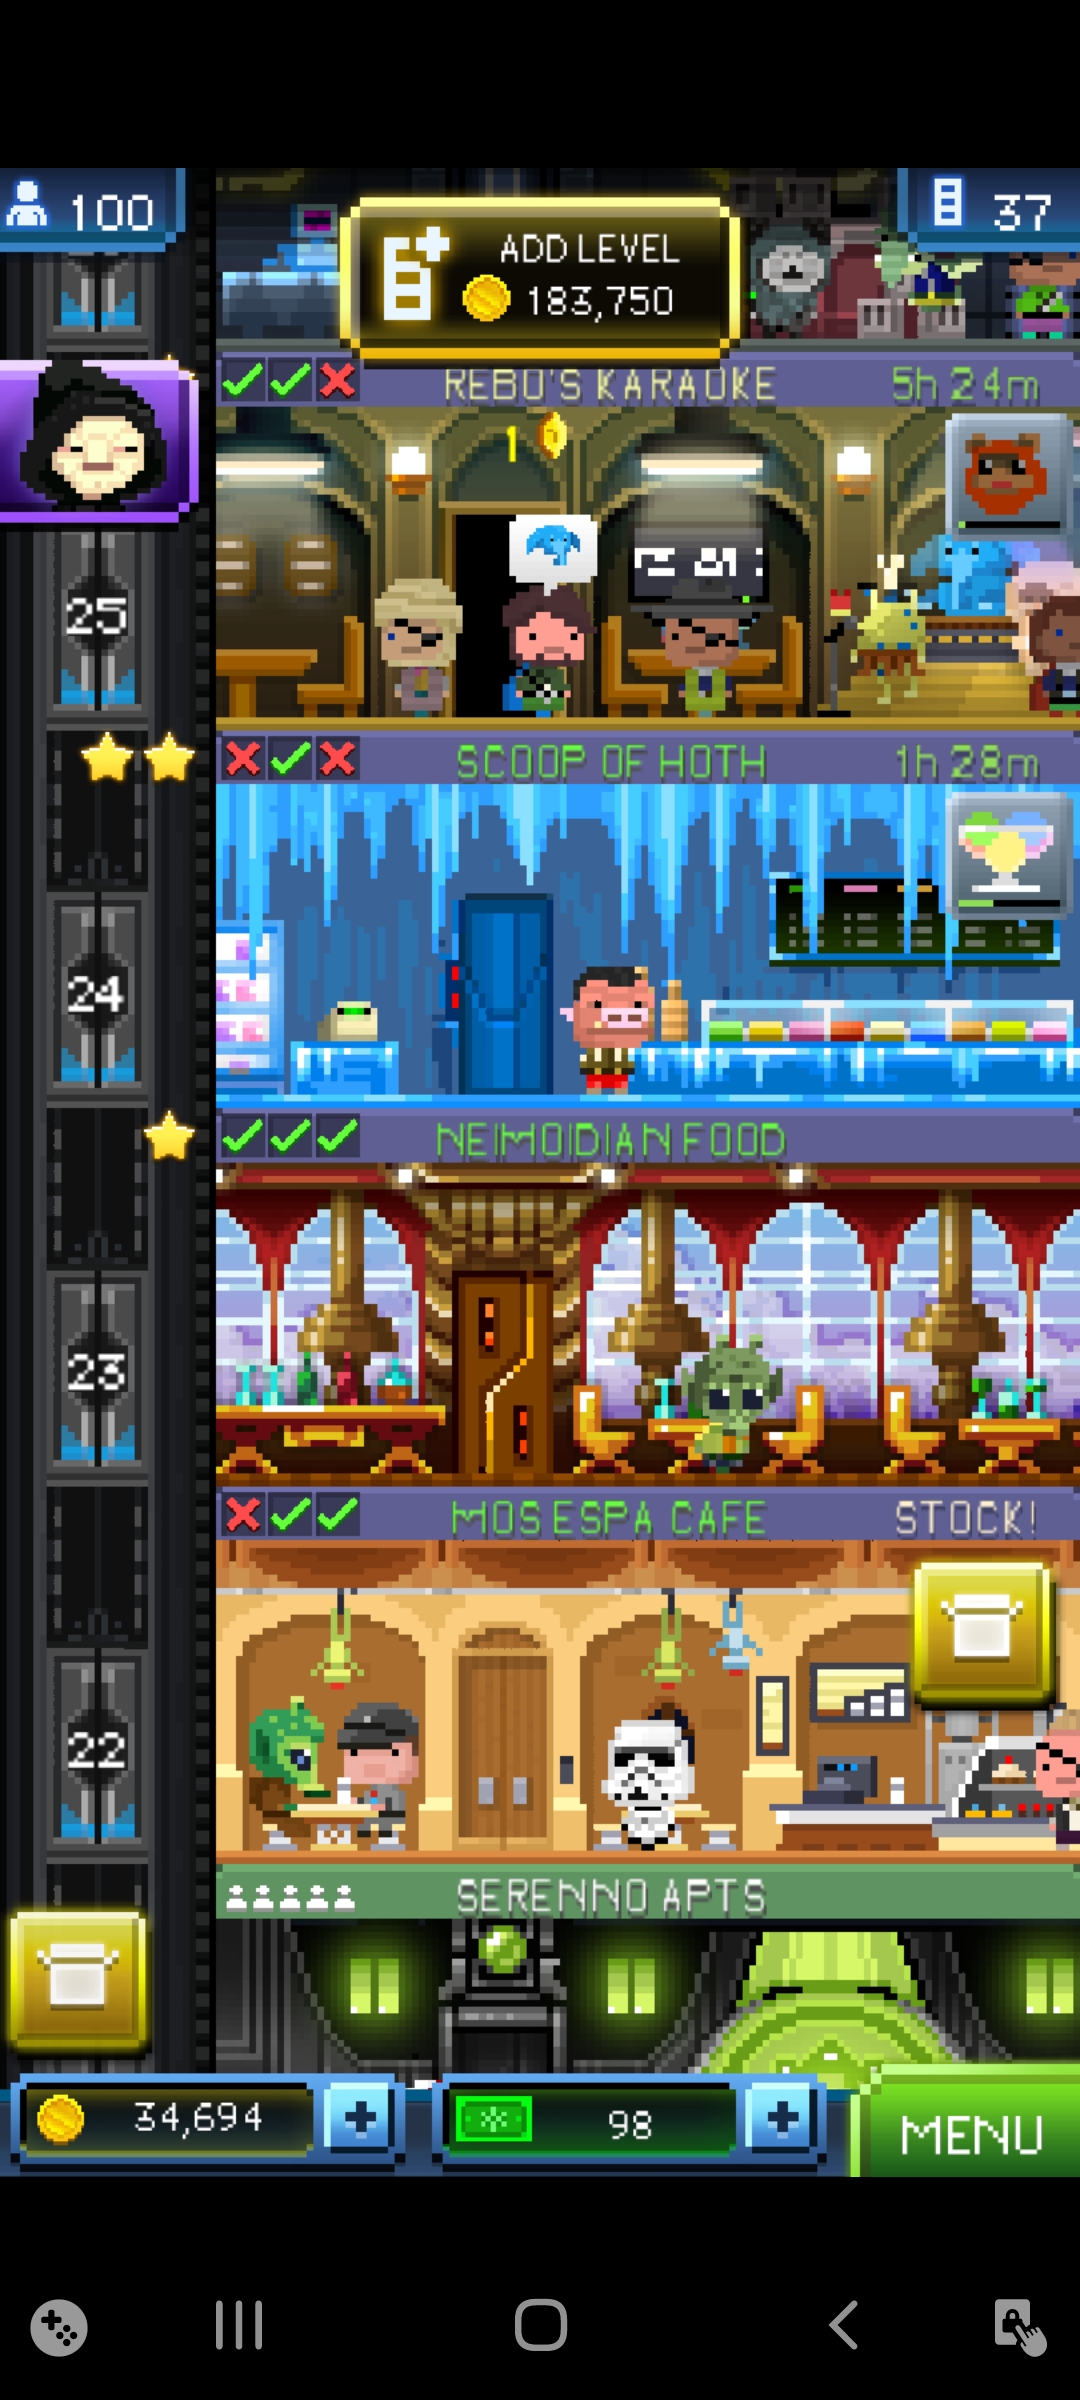 100
ADD LEVEL
183,750
37
REBO'S KARAOKE
5h 24m
1
25
SCOOP OF HOTH
1h 28m
24
NEIMOIDIAN FOOD
23
MOS ESPA CAFE
STOCK!
22
SERENNO APTS
34,694
98
MENU